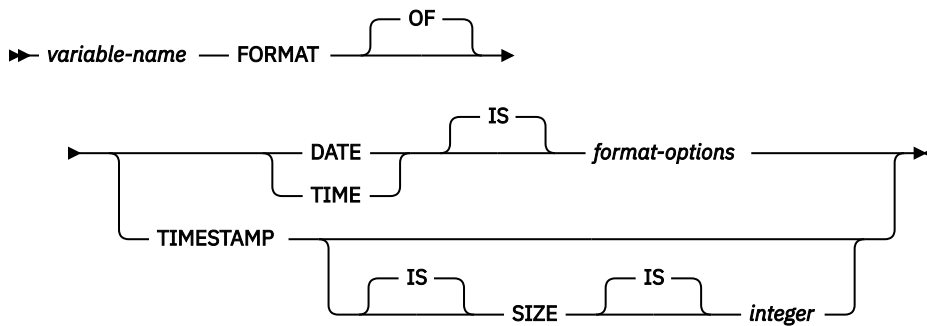 OF
variable-name FORMAT
IS
DATE format-options
TIME
TIMESTAMP
IS IS
SIZE integer